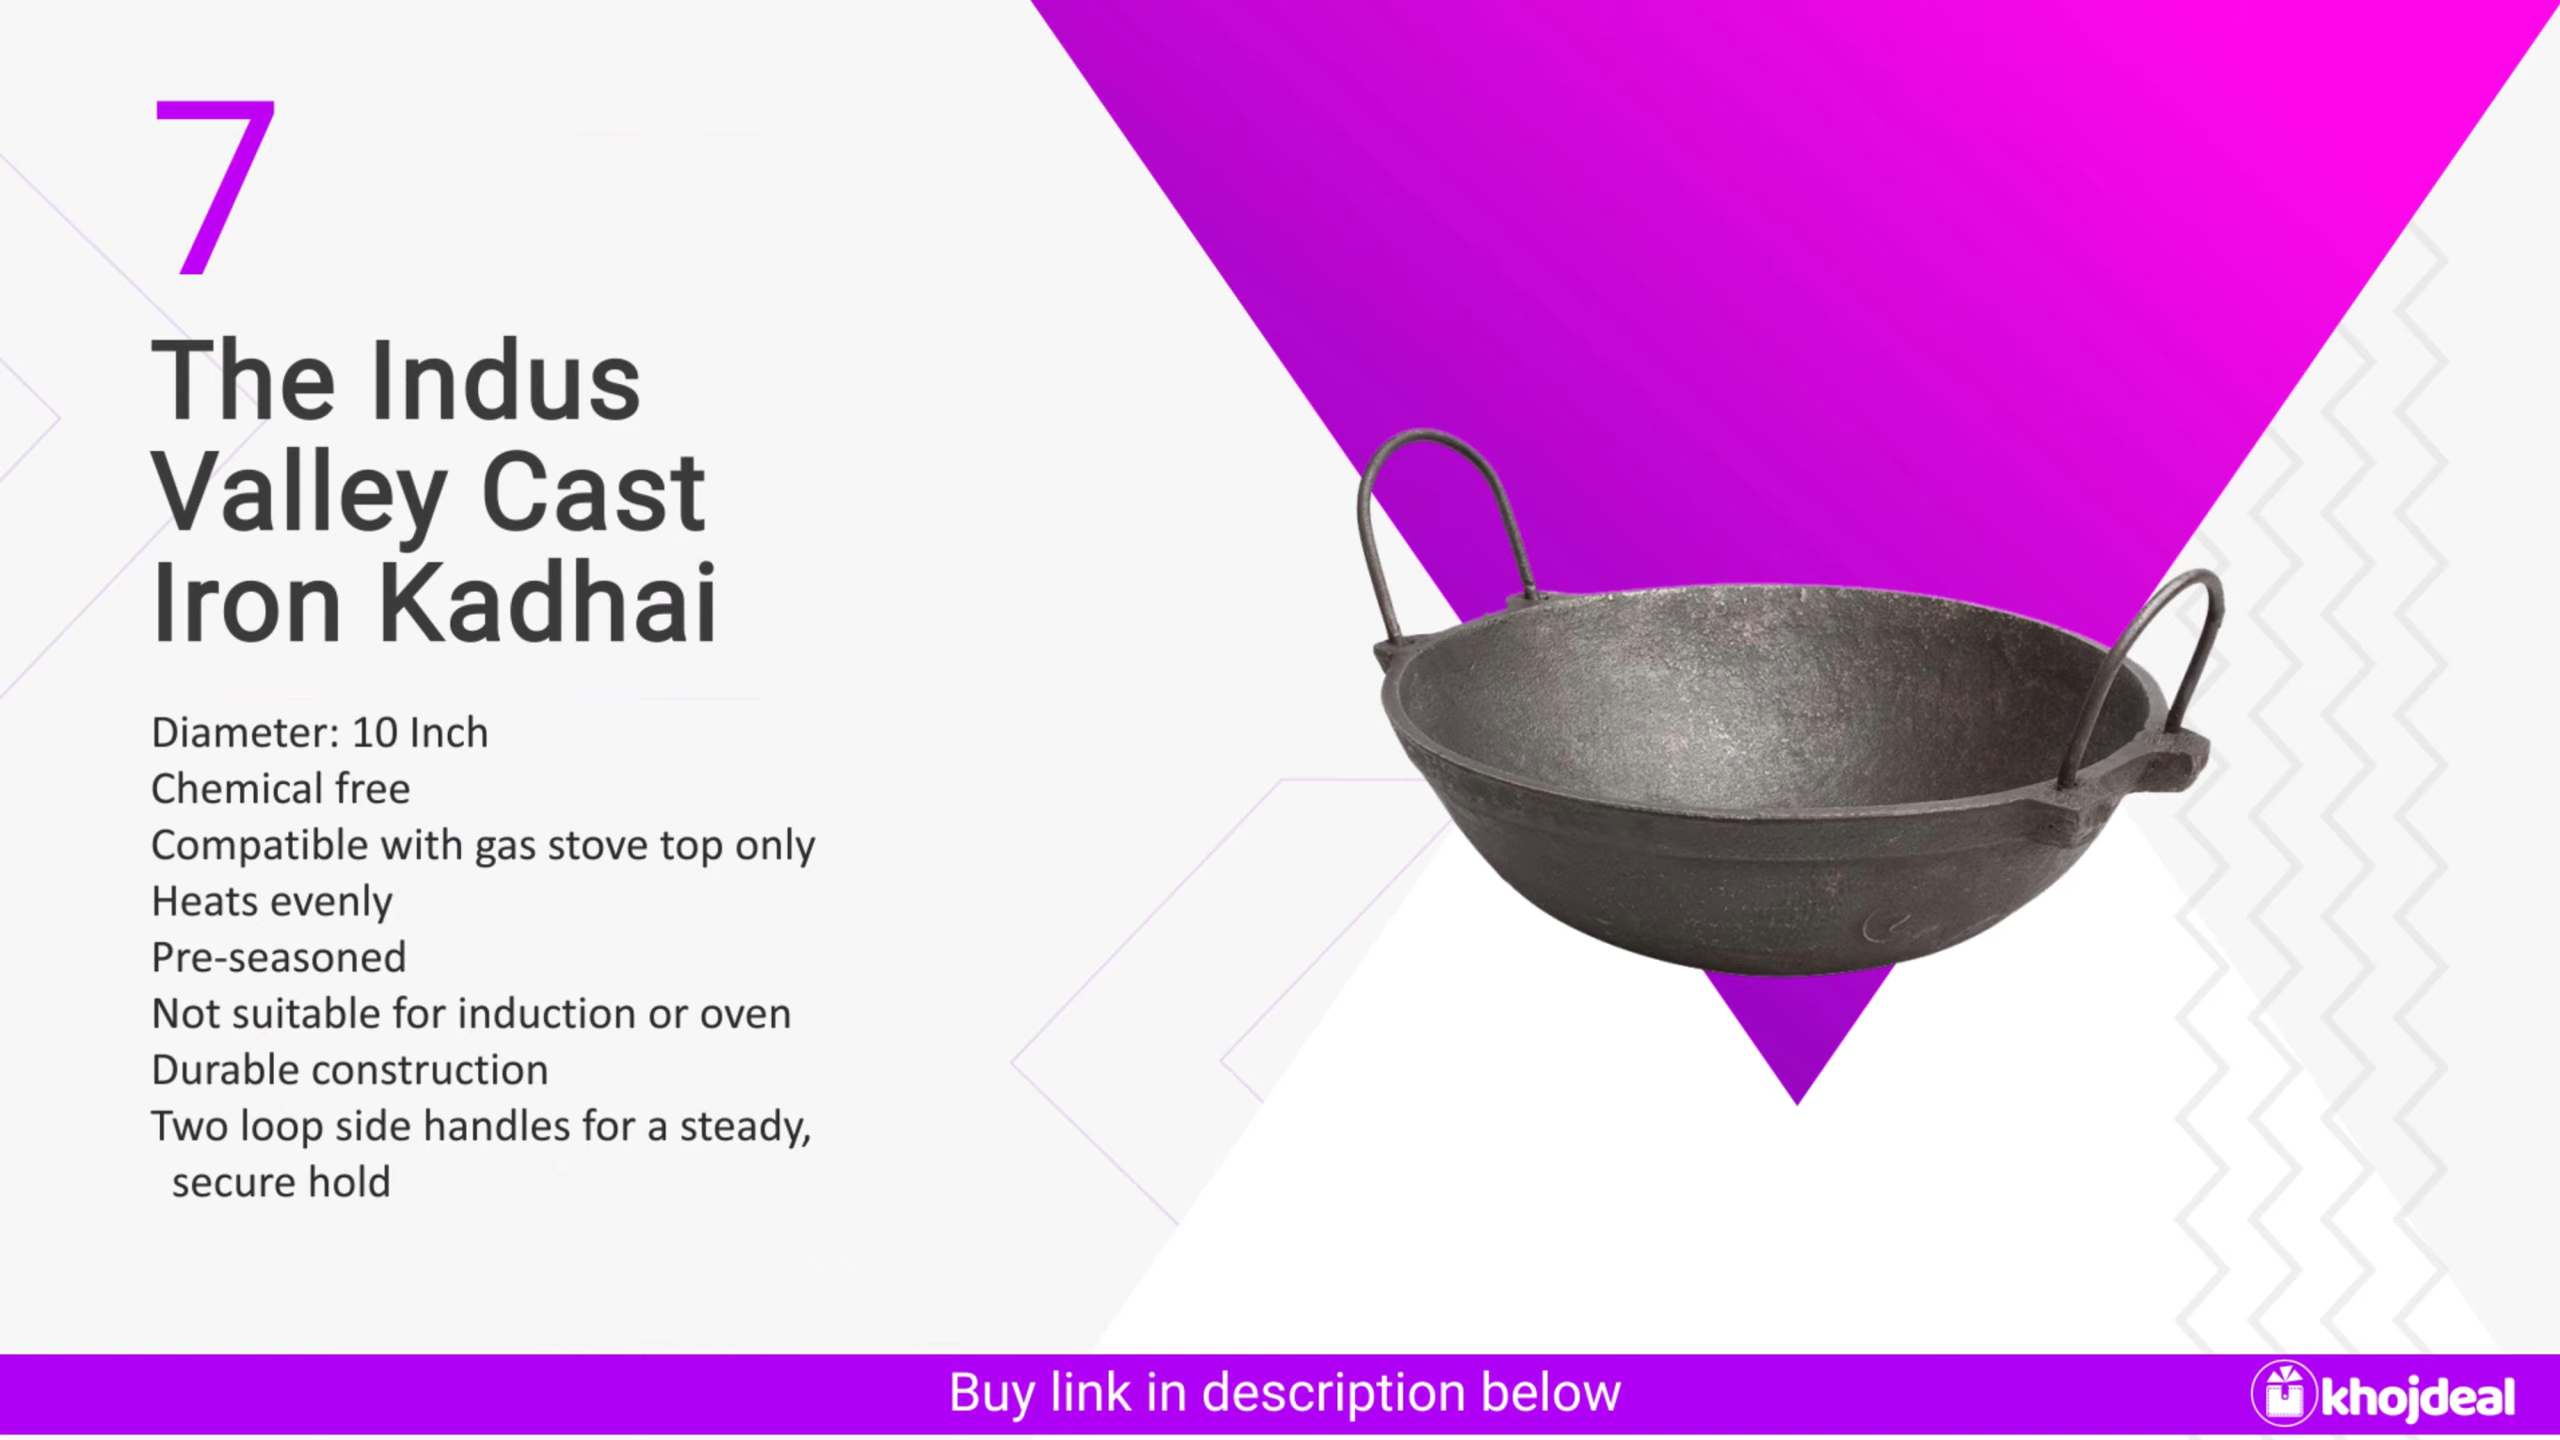 7
The Indus
Valley Cast
Iron Kadhai
Diameter: 10 Inch
Chemical free
Compatible with gas stove top only
Heats evenly
Pre-seasoned
Not suitable for induction or oven
Durable construction
Two loop side handles for a steady,
secure hold
Buy link in description below
khojdeal